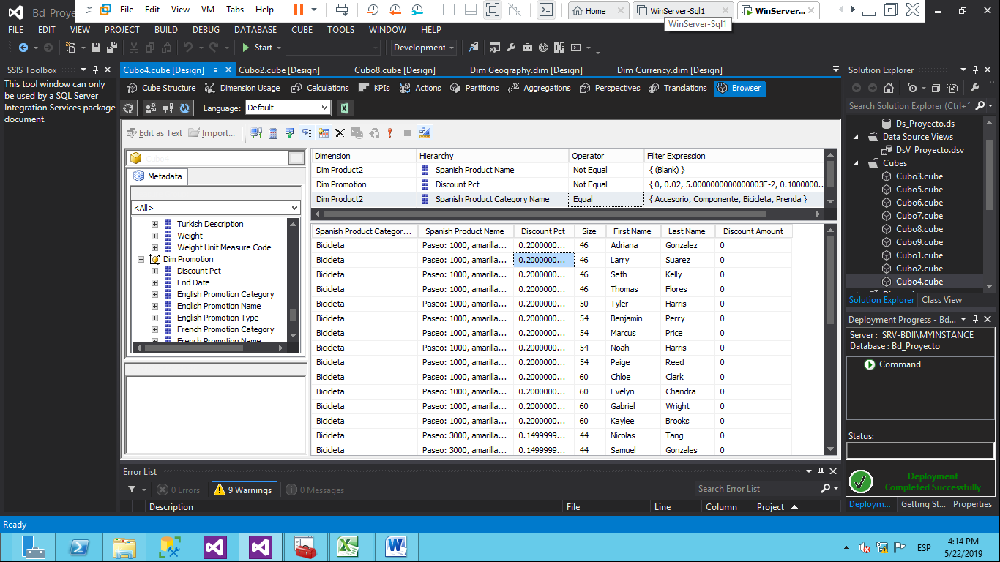 Bd_Proye
File Edit View VM Tabs Help
Home WinServer-Sql1 WinServer...
WinServer-Sql1
FILE EDIT VIEW PROJECT BUILD DEBUG DATABASE CUBE TOOLS WINDOW HELP
Start Development
SSIS Toolbox
This tool window can only
be used by a SQL Server
Integration Services package
document.
Cubo4.cube [Design] Cubo2.cube [Design] Cubo8.cube [Design] Dim Geography.dim [Design] Dim Currency.dim [Design]
Cube Structure Dimension Usage Calculations KPIs Actions Partitions Aggregations Perspectives Translations Browser
Language: Default
Edit as Text Import...
Cubo4
Metadata
<All>
Turkish Description
Weight
Weight Unit Measure Code
Dim Promotion
Discount Pct
End Date
English Promotion Category
English Promotion Name
English Promotion Type
French Promotion Category
French Promotion Name
Dimension Hierarchy Operator Filter Expression
Dim Product2 Spanish Product Name Not Equal { (Blank) }
Dim Promotion Discount Pct Not Equal { 0, 0.02, 5.0000000000000003E-2, 0.1000000...
Dim Product2 Spanish Product Category Name Equal { Accesorio, Componente, Bicicleta, Prenda }
Spanish Product Categor... Spanish Product Name Discount Pct Size First Name Last Name Discount Amount
Bicicleta Paseo: 1000, amarilla... 0.2000000... 46 Adriana Gonzalez 0
Bicicleta Paseo: 1000, amarilla... 0.2000000... 46 Larry Suarez 0
Bicicleta Paseo: 1000, amarilla... 0.2000000... 46 Seth Kelly 0
Bicicleta Paseo: 1000, amarilla... 0.2000000... 46 Thomas Flores 0
Bicicleta Paseo: 1000, amarilla... 0.2000000... 50 Tyler Harris 0
Bicicleta Paseo: 1000, amarilla... 0.2000000... 54 Benjamin Perry 0
Bicicleta Paseo: 1000, amarilla... 0.2000000... 54 Marcus Price 0
Bicicleta Paseo: 1000, amarilla... 0.2000000... 54 Noah Harris 0
Bicicleta Paseo: 1000, amarilla... 0.2000000... 54 Paige Reed 0
Bicicleta Paseo: 1000, amarilla... 0.2000000... 60 Chloe Clark 0
Bicicleta Paseo: 1000, amarilla... 0.2000000... 60 Evelyn Chandra 0
Bicicleta Paseo: 1000, amarilla... 0.2000000... 60 Gabriel Wright 0
Bicicleta Paseo: 1000, amarilla... 0.2000000... 60 Kaylee Brooks 0
Bicicleta Paseo: 3000, amarilla... 0.1499999... 44 Nicolas Tang 0
Bicicleta Paseo: 3000, amarilla... 0.1499999... 44 Samuel Gonzales 0
Error List
0 Errors 9 Warnings 0 Messages Search Error List
Description File Line Column Project
Solution Explorer
Search Solution Explorer (Ctrl+
Ds_Proyecto.ds
Data Source Views
DsV_Proyecto.dsv
Cubes
Cubo3.cube
Cubo5.cube
Cubo6.cube
Cubo7.cube
Cubo8.cube
Cubo9.cube
Cubo1.cube
Cubo2.cube
Cubo4.cube
Solution Explorer Class View
Deployment Progress - Bd...
Server : SRV-BDII\MYINSTANCE
Database : Bd_Proyecto
Command
Status:
Deployment
Completed Successfully
Deploym... Getting St... Properties
Ready
ESP
4:14 PM
5/22/2019